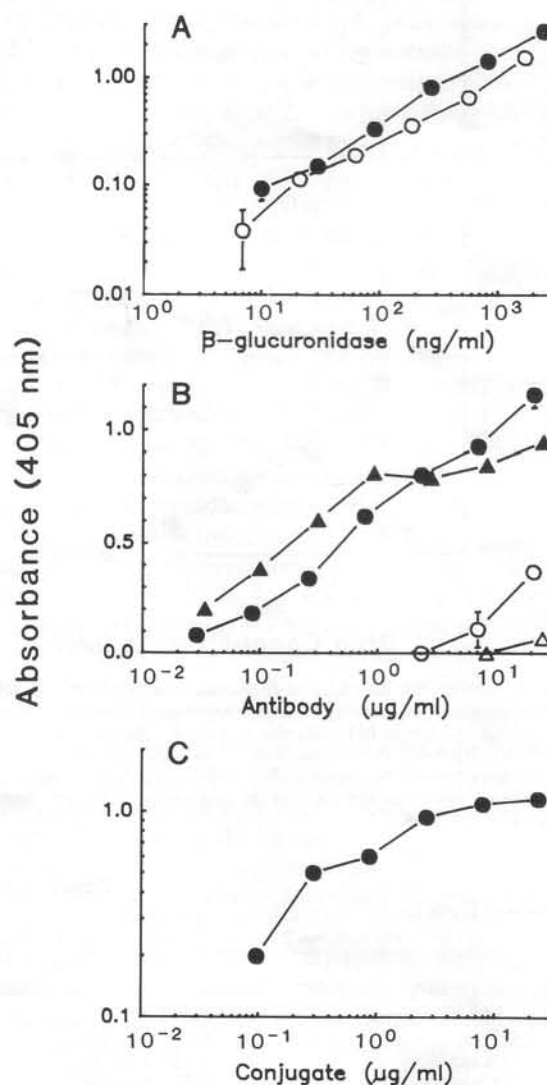 A
1.00
0.10
0.01
10⁰ 10¹ 10² 10³
β-glucuronidase (ng/ml)
Absorbance (405 nm)
B
1.0
0.5
0.0
10⁻² 10⁻¹ 10⁰ 10¹
Antibody (µg/ml)
C
1.0
0.1
10⁻² 10⁻¹ 10⁰ 10¹
Conjugate (µg/ml)